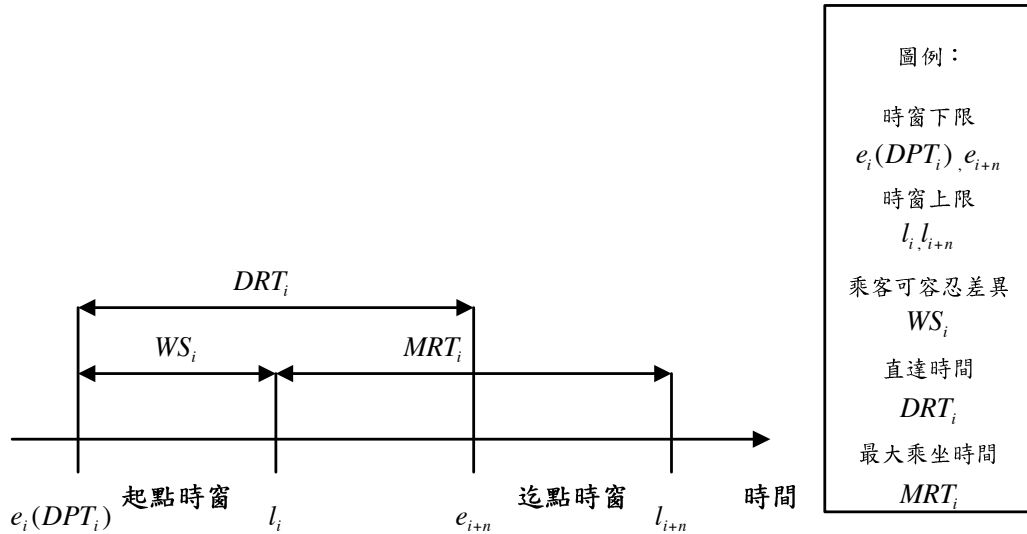 DRT_i
WS_i
MRT_i
起點時窗
迄點時窗
時間
e_i(DPT_i)
l_i
e_{i+n}
l_{i+n}
圖例：
時窗下限
e_i(DPT_i),e_{i+n}
時窗上限
l_i,l_{i+n}
乘客可容忍差異
WS_i
直達時間
DRT_i
最大乘坐時間
MRT_i